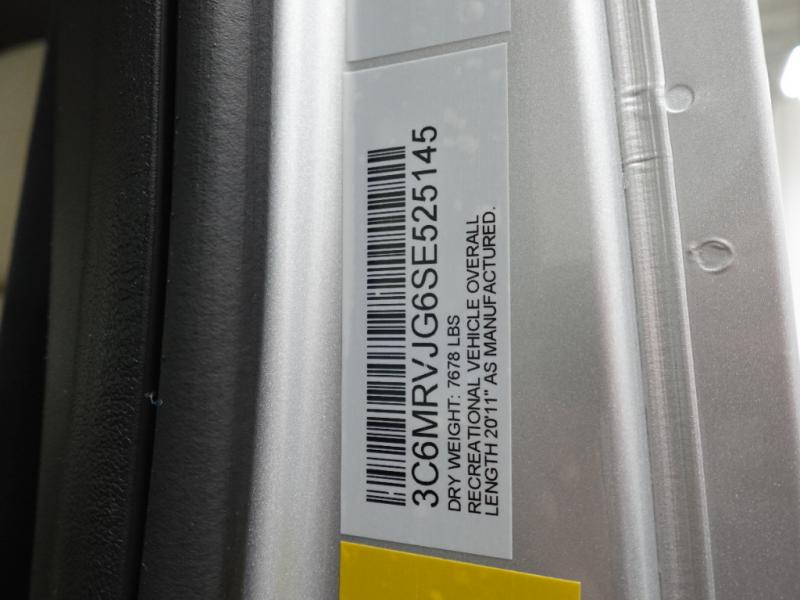 3C6MRVJG6SE525145
DRY WEIGHT: 7678 LBS
RECREATIONAL VEHICLE OVERALL
LENGTH 20'11" AS MANUFACTURED.